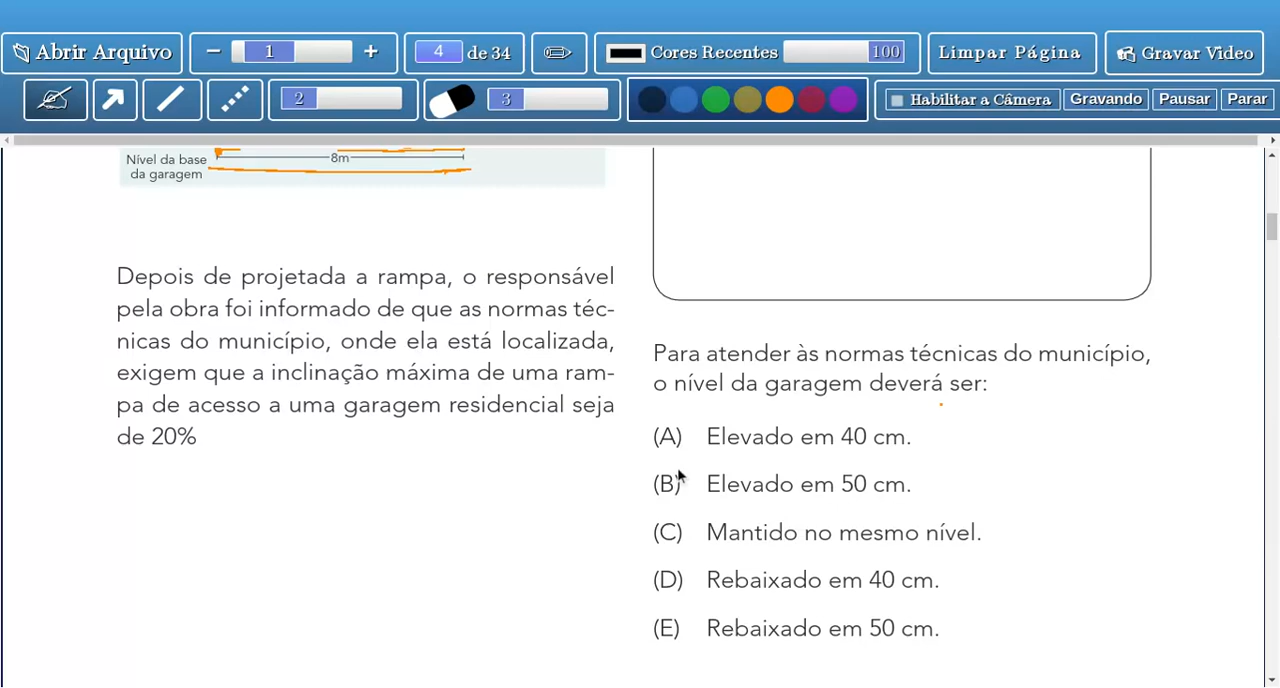 Abrir Arquivo
− 1 +
4 de 34
Cores Recentes 100
Limpar Página
Gravar Video
2
3
Habilitar a Câmera
Gravando
Pausar
Parar
Nível da base
da garagem
8m
Depois de projetada a rampa, o responsável
pela obra foi informado de que as normas téc-
nicas do município, onde ela está localizada,
exigem que a inclinação máxima de uma ram-
pa de acesso a uma garagem residencial seja
de 20%
Para atender às normas técnicas do município,
o nível da garagem deverá ser:
(A) Elevado em 40 cm.
(B) Elevado em 50 cm.
(C) Mantido no mesmo nível.
(D) Rebaixado em 40 cm.
(E) Rebaixado em 50 cm.